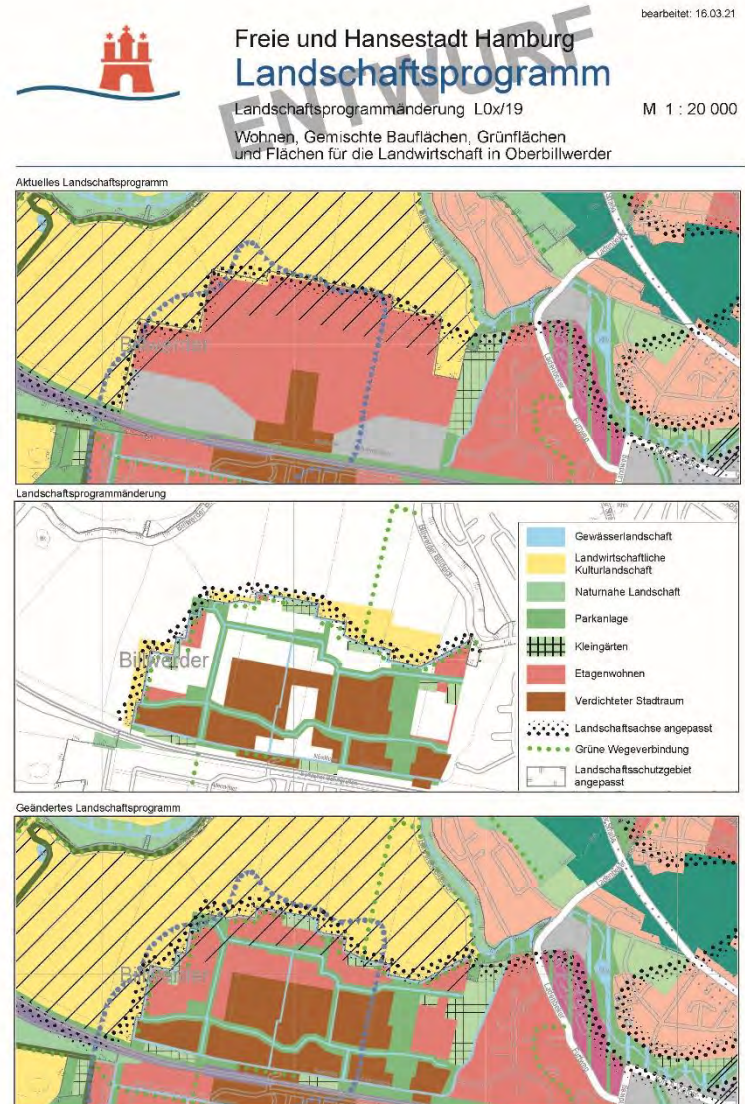 bearbeitet: 16.03.21
Freie und Hansestadt Hamburg
Landschaftsprogramm
ENTWURF
Landschaftsprogrammänderung L0x/19
M 1 : 20 000
Wohnen, Gemischte Bauflächen, Grünflächen
und Flächen für die Landwirtschaft in Oberbillwerder
Aktuelles Landschaftsprogramm
Billwerder
Landschaftsprogrammänderung
Billwerder
Gewässerlandschaft
Landwirtschaftliche
Kulturlandschaft
Naturnahe Landschaft
Parkanlage
Kleingärten
Etagenwohnen
Verdichteter Stadtraum
Landschaftsachse angepasst
Grüne Wegeverbindung
Landschaftsschutzgebiet
angepasst
Geändertes Landschaftsprogramm
Billwerder